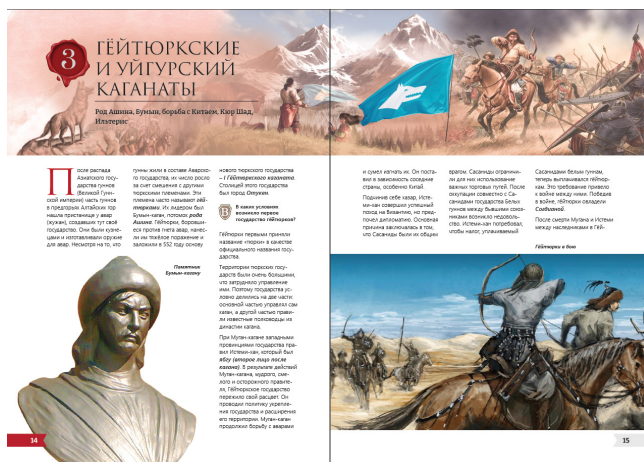 3
ГЁЙТЮРКСКИЕ
И УЙГУРСКИЙ
КАГАНАТЫ
Род Ашина, Бумын, борьба с Китаем, Кюр Шад,
Ильтерис
После распада
Азиатского госу-
дарства гуннов
(Великой Гунн-
ской империи) часть гуннов
в предгорьях Алтайских гор
нашла пристанище у авар
(жужан), создавших тут своё
государство. Они были кузне-
цами и изготавливали оружие
для авар. Несмотря на то, что
гунны жили в составе Аварско-
го государства, их число росло
за счет смешения с другими
тюркскими племенами. Эти
племена часто называют гёй-
тюрками. Их лидером был
Бумын-каган, потомок рода
Ашина. Гёйтюрки, боровши-
еся против гнета авар, нанес-
ли им тяжёлое поражение и
заложили в 552 году основу
Памятник
Бумын-кагану
нового тюркского государства
– I Гёйтюркского каганата.
Столицей этого государства
был город Отукен.
В каких условиях
возникло первое
государство гёйтюрков?
Гёйтюрки первыми приняли
название «тюрки» в качестве
официального названия госу-
дарства.
Территории тюркских госу-
дарств были очень большими,
что затрудняло управление
ими. Поэтому государства ус-
ловно делились на две части:
основной частью управлял сам
каган, а другой частью прави-
ли известные полководцы из
династии кагана.
При Муган-кагане западными
провинциями государства пра-
вил Истеми-хан, который был
ябгу (второе лицо после
кагана). В результате действий
Муган-кагана, мудрого, сме-
лого и осторожного правите-
ля, Гёйтюркское государство
пережило свой расцвет. Он
проводил политику укрепле-
ния государства и расширения
его территории. Муган-каган
продолжил борьбу с аварами
14
и сумел изгнать их. Он поста-
вил в зависимость соседние
страны, особенно Китай.
Подчинив себе хазар, Исте-
ми-хан совершил успешный
поход на Византию, но пред-
почел дипломатию. Основная
причина заключалась в том,
что Сасаниды были их общим
врагом. Сасаниды ограничи-
ли для них использование
важных торговых путей. После
оккупации совместно с Са-
санидами государства Белых
гуннов между бывшими союз-
никами возникло недоволь-
ство. Истеми-хан потребовал,
чтобы налог, уплачиваемый
Сасанидами белым гуннам,
теперь выплачивался гёйтюр-
кам. Это требование привело
к войне между ними. Победив
в войне, гёйтюрки овладели
Согдианой.
После смерти Мугана и Истеми
между наследниками в Гёй-
Гёйтюрки в бою
15